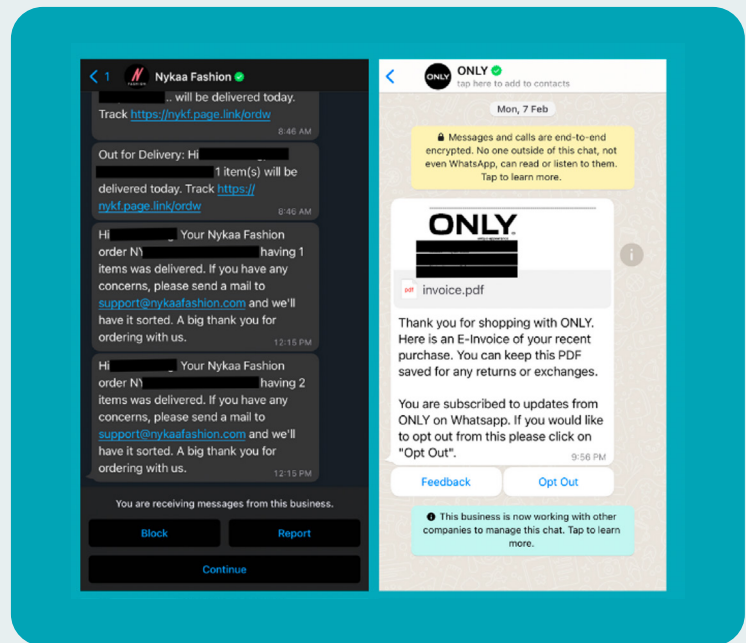 1
FASHION
Nykaa Fashion
.. will be delivered today.
Track https://nykf.page.link/ordw
8:46 AM
Out for Delivery: Hi
1 item(s) will be
delivered today. Track https://
nykf.page.link/ordw
8:46 AM
Hi Your Nykaa Fashion
order NY having 1
items was delivered. If you have any
concerns, please send a mail to
support@nykaafashion.com and we'll
have it sorted. A big thank you for
ordering with us.
12:15 PM
Hi Your Nykaa Fashion
order NY having 2
items was delivered. If you have any
concerns, please send a mail to
support@nykaafashion.com and we'll
have it sorted. A big thank you for
ordering with us.
12:15 PM
You are receiving messages from this business.
Block
Report
Continue
ONLY
ONLY
tap here to add to contacts
Mon, 7 Feb
Messages
and calls are end-to-end
encrypted. No one outside of this chat, not
even WhatsApp, can read or listen to them.
Tap to learn more.
ONLY
PDF
invoice.pdf
Thank you for shopping with ONLY.
Here is an E-Invoice of your recent
purchase. You can keep this PDF
saved for any returns or exchanges.
You are subscribed to updates from
ONLY on Whatsapp. If you would like
to opt out from this please click on
"Opt Out".
9:56 PM
Feedback
Opt Out
This business is now working with other
companies to manage this chat. Tap to learn
more.